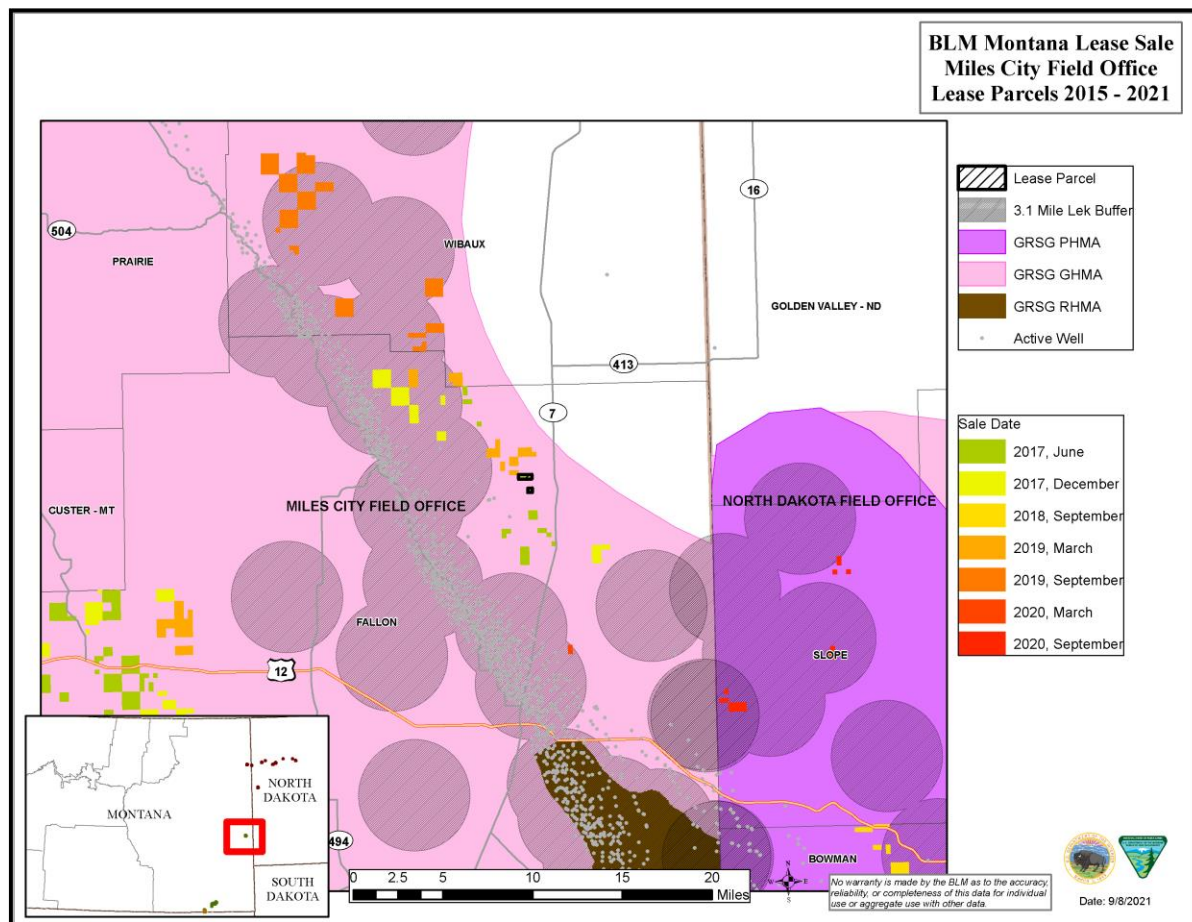 BLM Montana Lease Sale
Miles City Field Office
Lease Parcels 2015 - 2021
Lease Parcel
3.1 Mile Lek Buffer
GRSG PHMA
GRSG GHMA
GRSG RHMA
Active Well
Sale Date
2017, June
2017, December
2018, September
2019, March
2019, September
2020, March
2020, September
16
504
WIBAUX
PRAIRIE
GOLDEN VALLEY - ND
413
7
CUSTER - MT
MILES CITY FIELD OFFICE
NORTH DAKOTA FIELD OFFICE
FALLON
SLOPE
12
NORTH
DAKOTA
MONTANA
SOUTH
DAKOTA
494
BOWMAN
0 2.5 5 10 15 20
Miles
N
W E
S
No warranty is made by the BLM as to the accuracy,
reliability, or completeness of this data for individual
use or aggregate use with other data.
Date: 9/8/2021